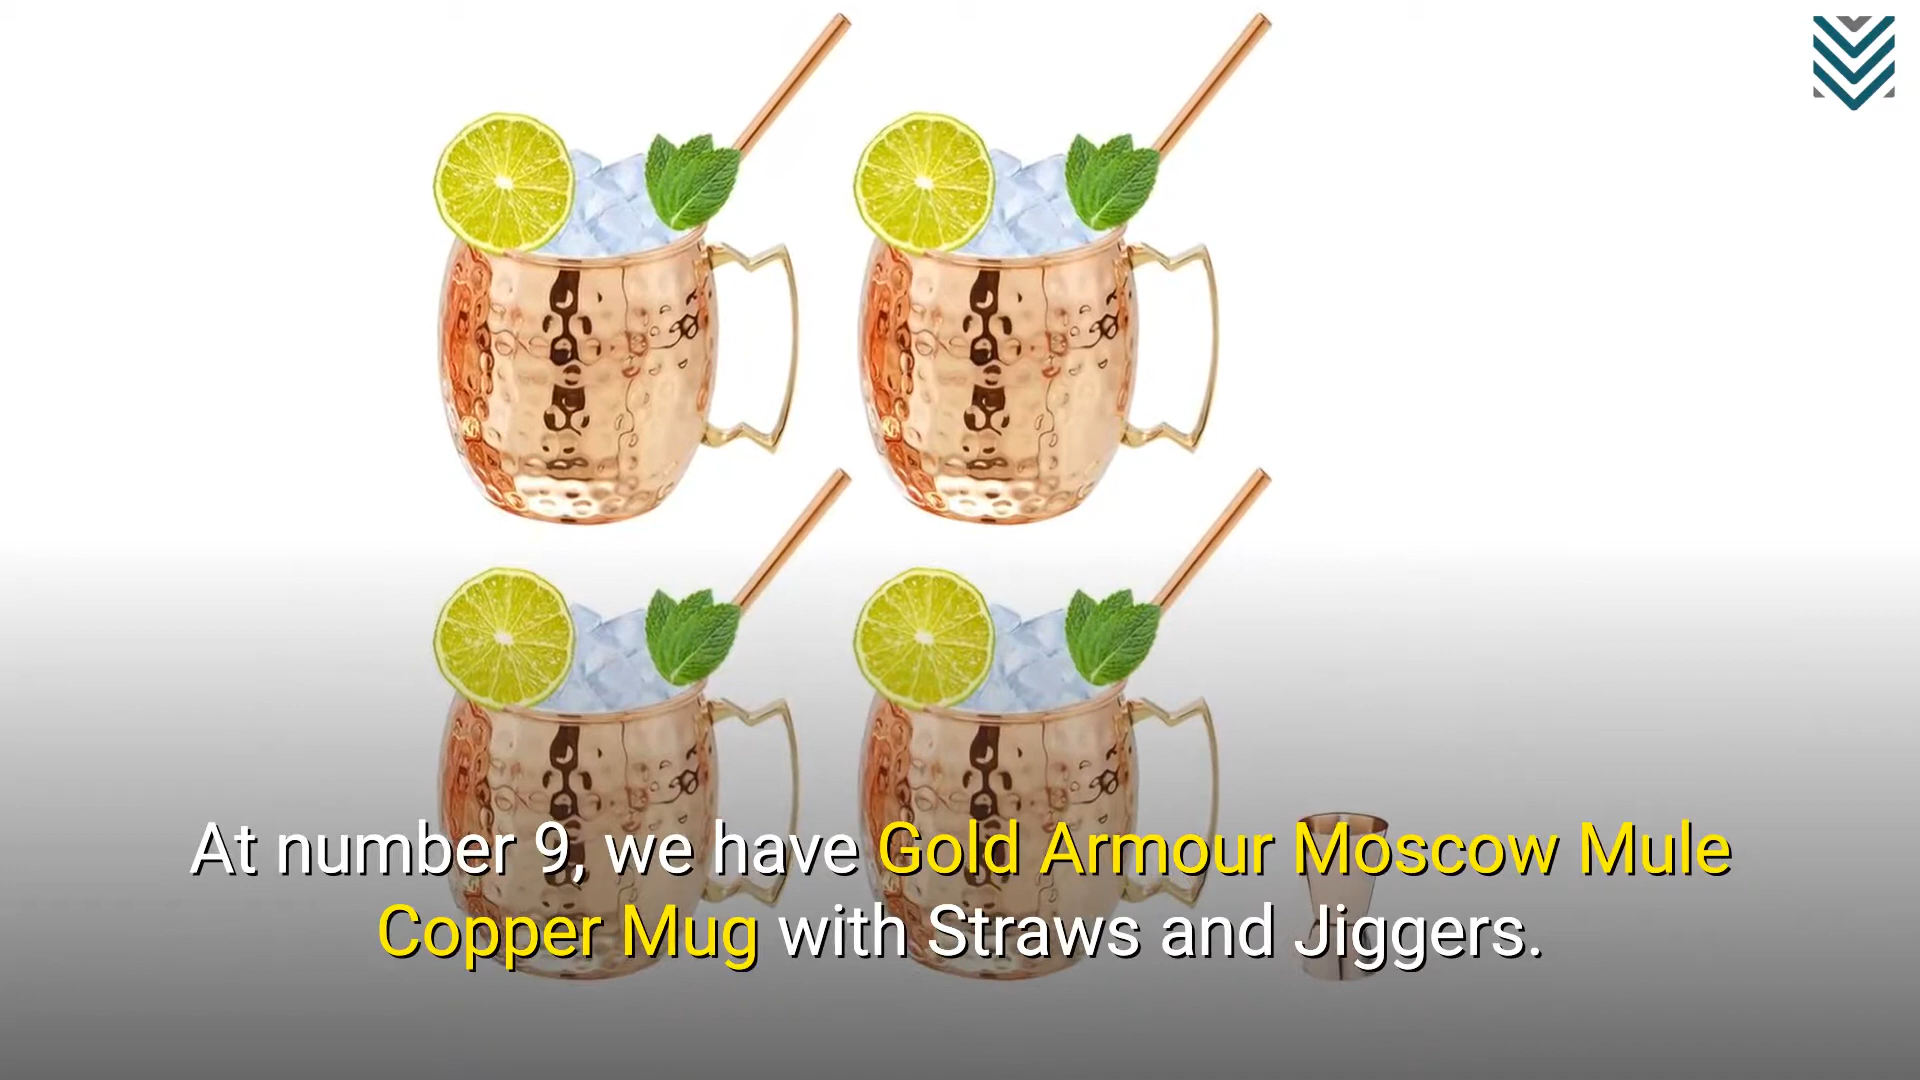 At number 9, we have Gold Armour Moscow Mule
Copper Mug with Straws and Jiggers.